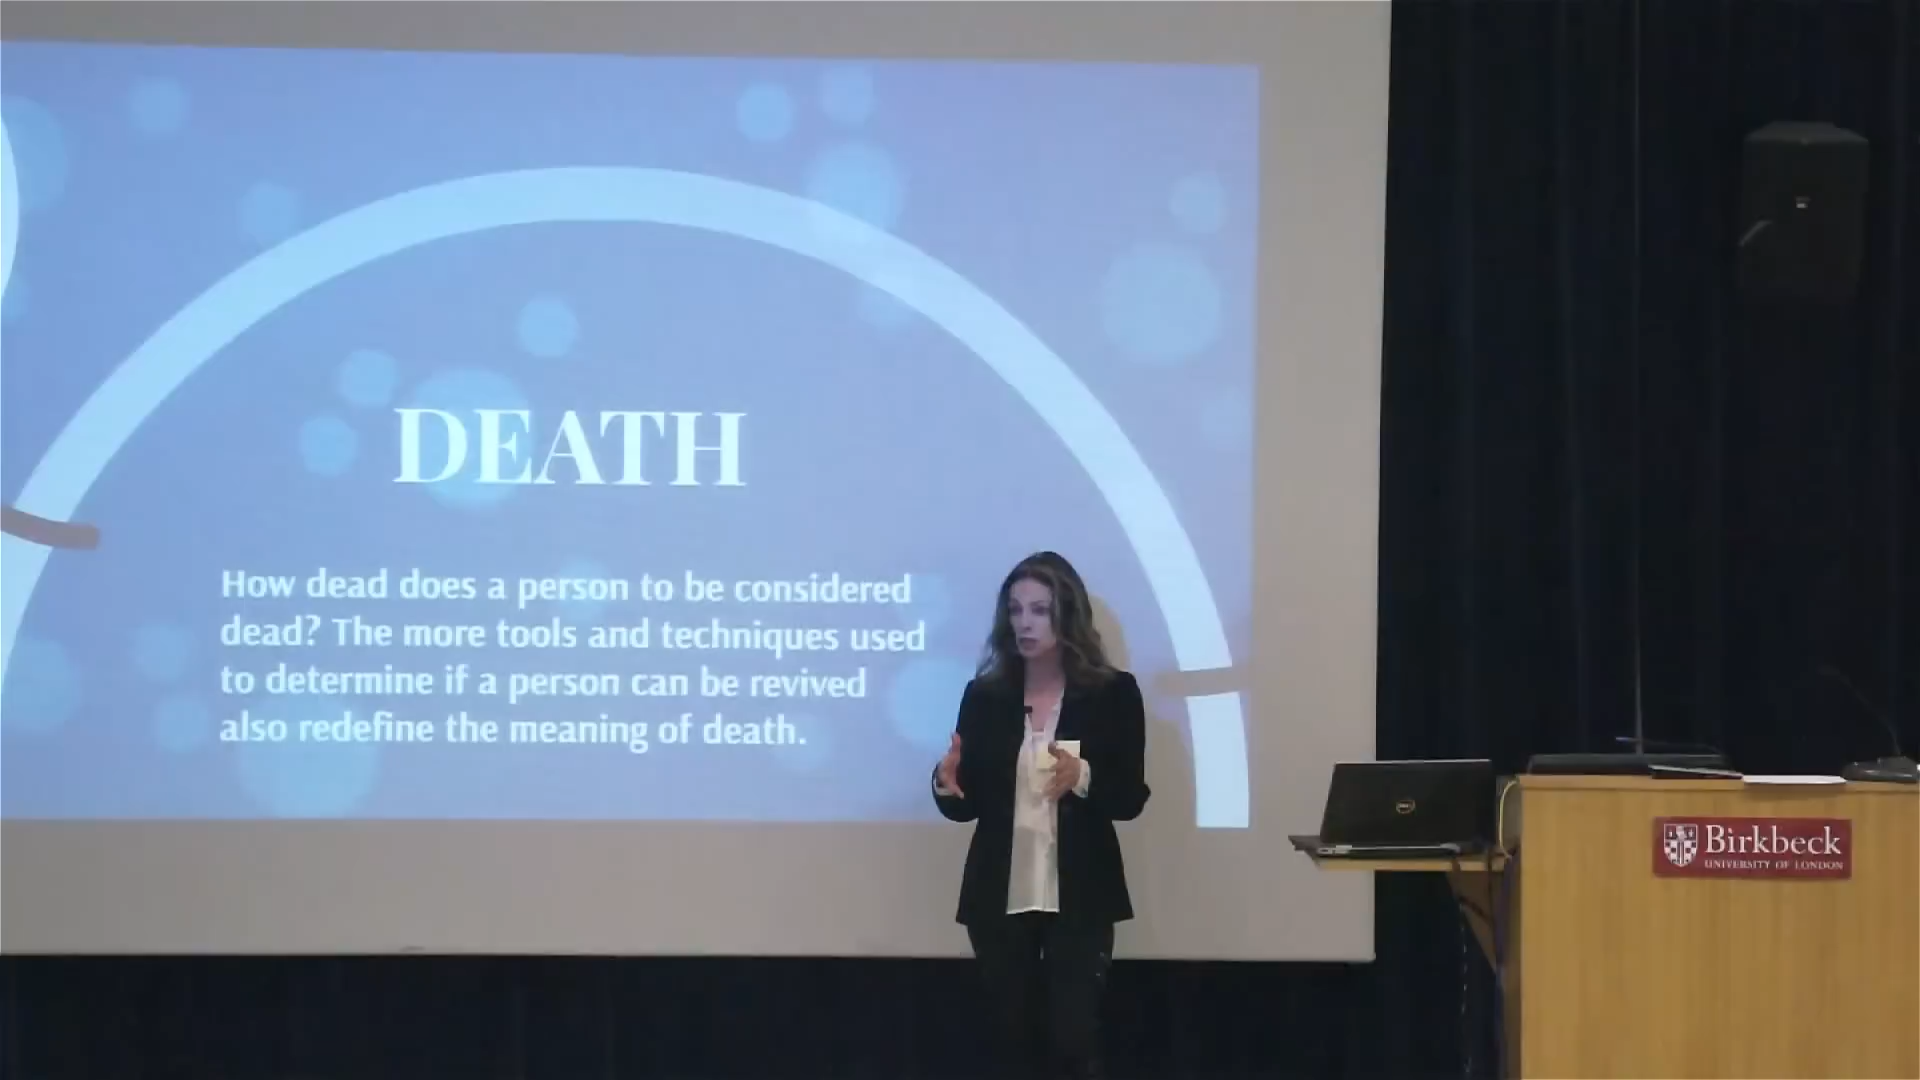 DEATH
How dead does a person to be considered
dead? The more tools and techniques used
to determine if a person can be revived
also redefine the meaning of death.
Birkbeck
UNIVERSITY OF LONDON
DELL